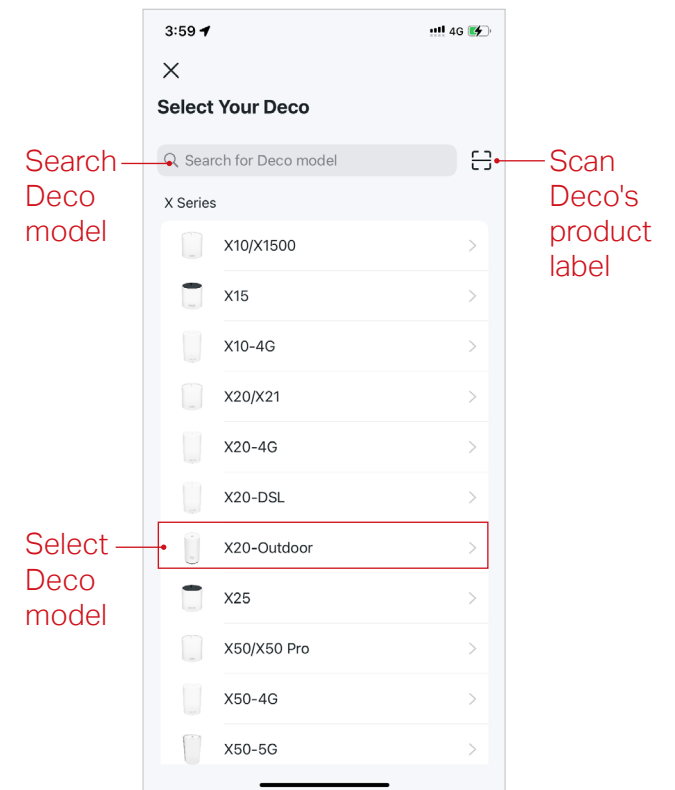 3:59
4G
Select Your Deco
Search for Deco model
X Series
X10/X1500
X15
X10-4G
X20/X21
X20-4G
X20-DSL
X20-Outdoor
X25
X50/X50 Pro
X50-4G
X50-5G
Search
Deco
model
Scan
Deco's
product
label
Select
Deco
model